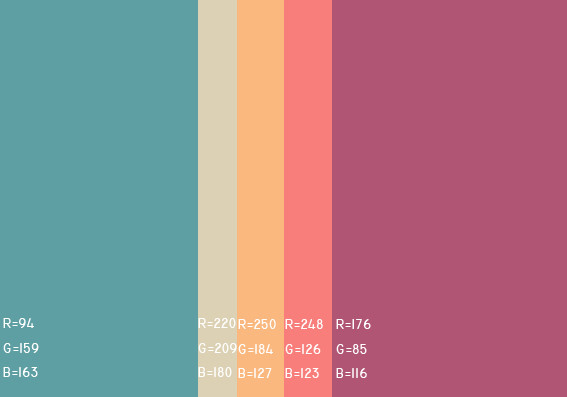 R=94
G=159
B=163
R=220
G=209
B=180
R=250
G=184
B=127
R=248
G=126
B=123
R=176
G=85
B=116